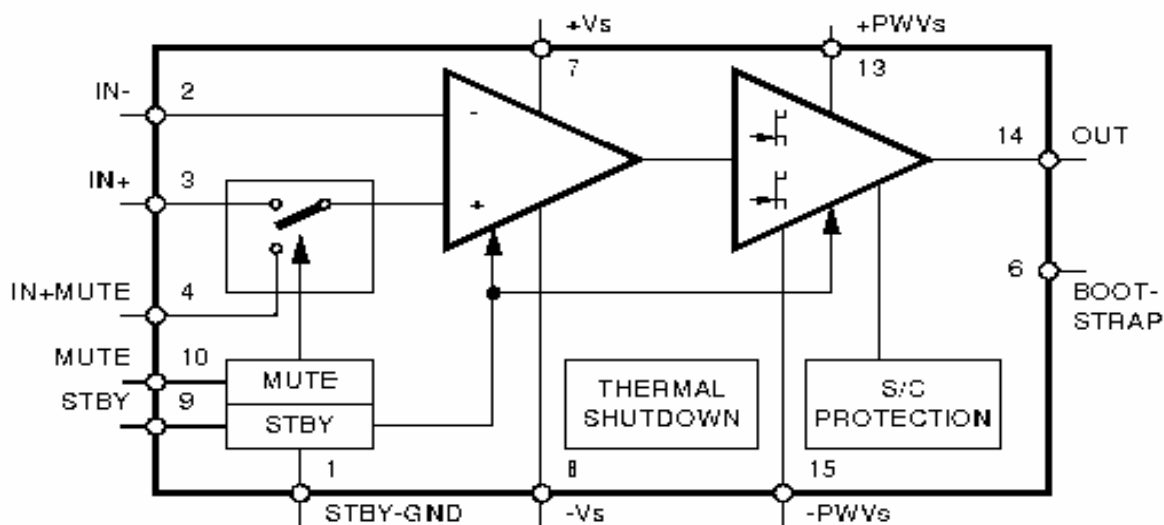 +Vs
+PWVs
7
13
IN-
2
-
14
OUT
IN+
3
+
6
BOOT-
STRAP
IN+MUTE
4
MUTE
10
MUTE
STBY
9
STBY
THERMAL
SHUTDOWN
S/C
PROTECTION
1
8
15
STBY-GND
-Vs
-PWVs